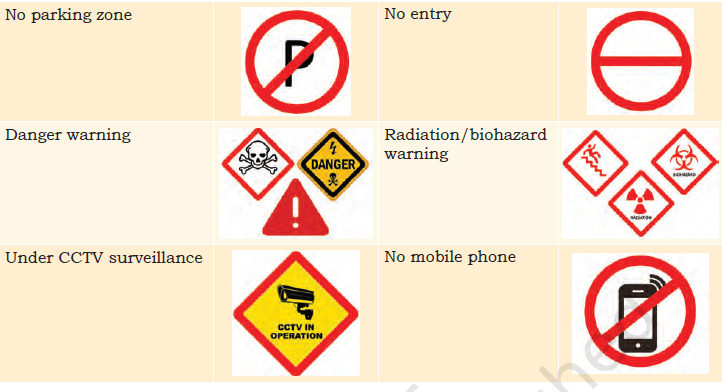 No parking zone
P
No entry
Danger warning
DANGER
Radiation/biohazard
warning
BIOHAZARD
RADIATION
Under CCTV surveillance
CCTV IN
OPERATION
No mobile phone